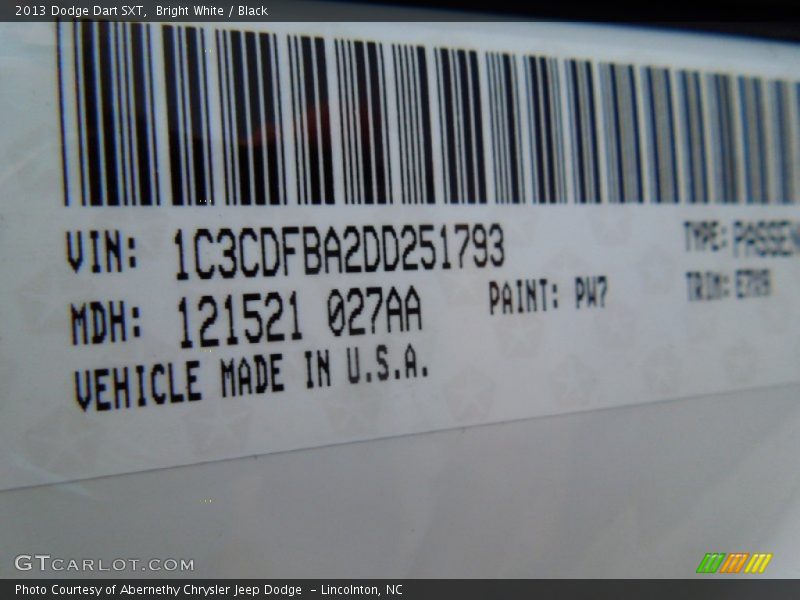 2013 Dodge Dart SXT, Bright White / Black
VIN: 1C3CDFBA2DD251793 TYPE: PASSEN
MDH: 121521 027AA PAINT: PW7 TRIM:
VEHICLE MADE IN U.S.A.
GTCARLOT.COM
Photo Courtesy of Abernethy Chrysler Jeep Dodge - Lincolnton, NC